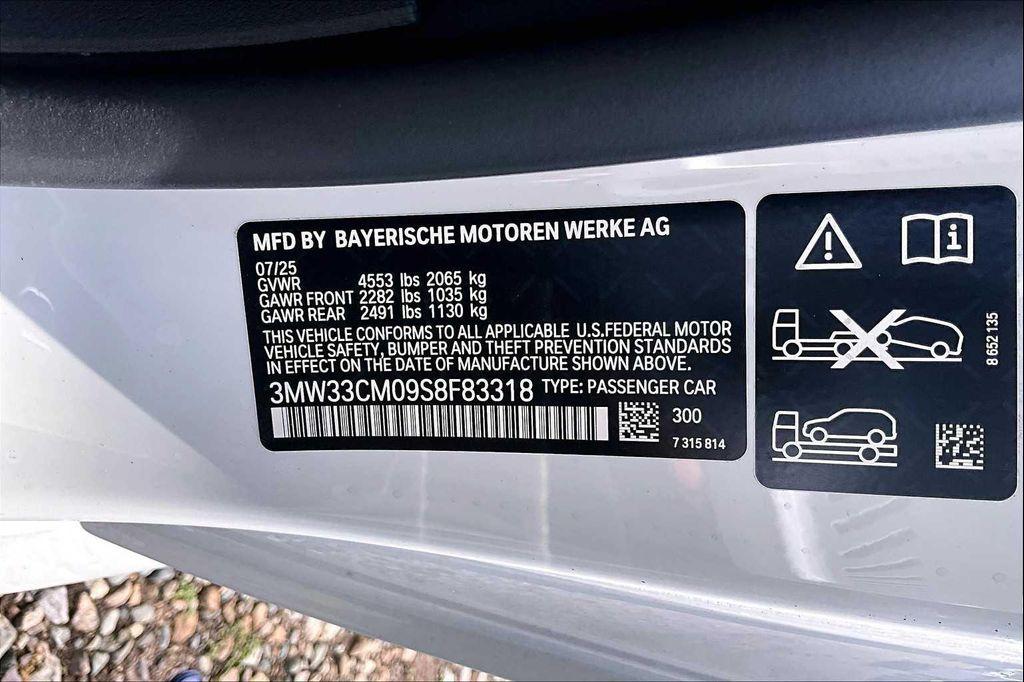 MFD BY BAYERISCHE MOTOREN WERKE AG
07/25
GVWR 4553 lbs 2065 kg
GAWR FRONT 2282 lbs 1035 kg
GAWR REAR 2491 lbs 1130 kg
THIS VEHICLE CONFORMS TO ALL APPLICABLE U.S.FEDERAL MOTOR
VEHICLE SAFETY, BUMPER AND THEFT PREVENTION STANDARDS
IN EFFECT ON THE DATE OF MANUFACTURE SHOWN ABOVE.
3MW33CM09S8F83318 TYPE: PASSENGER CAR
300
7 315 814
8 652 135